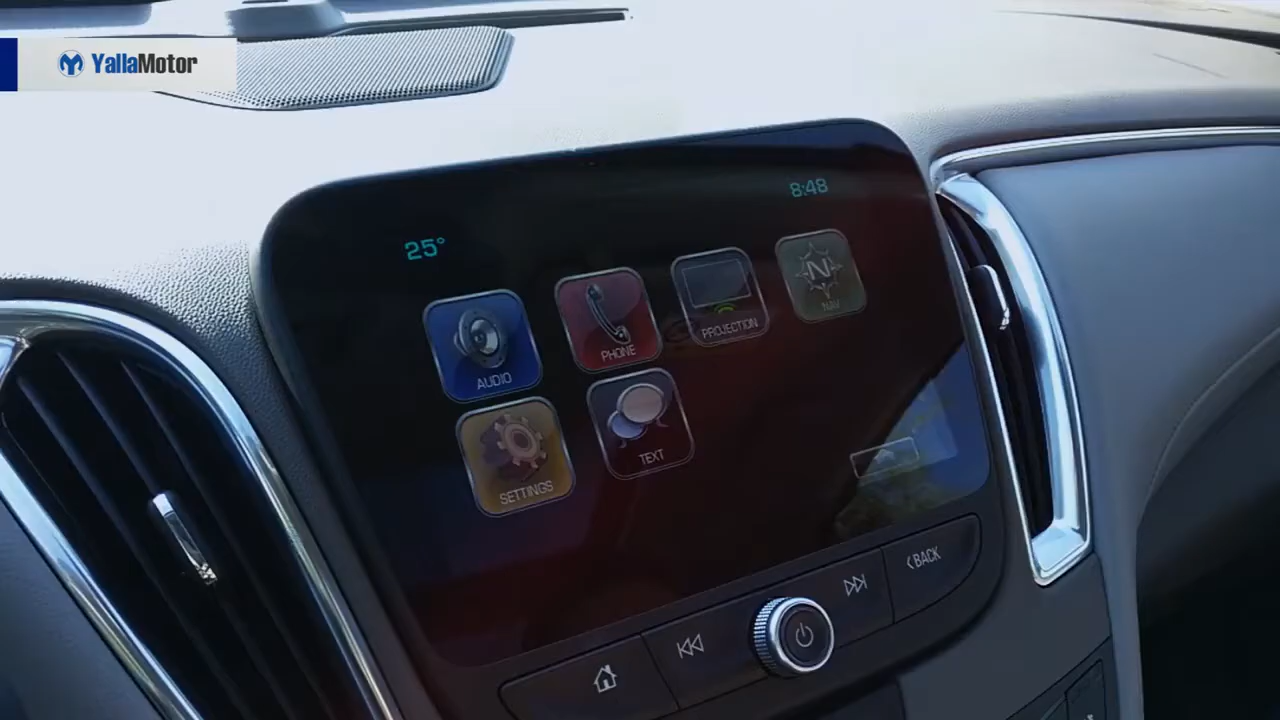 YallaMotor
8:48
25°
AUDIO
PHONE
PROJECTION
NAV
SETTINGS
TEXT
BACK